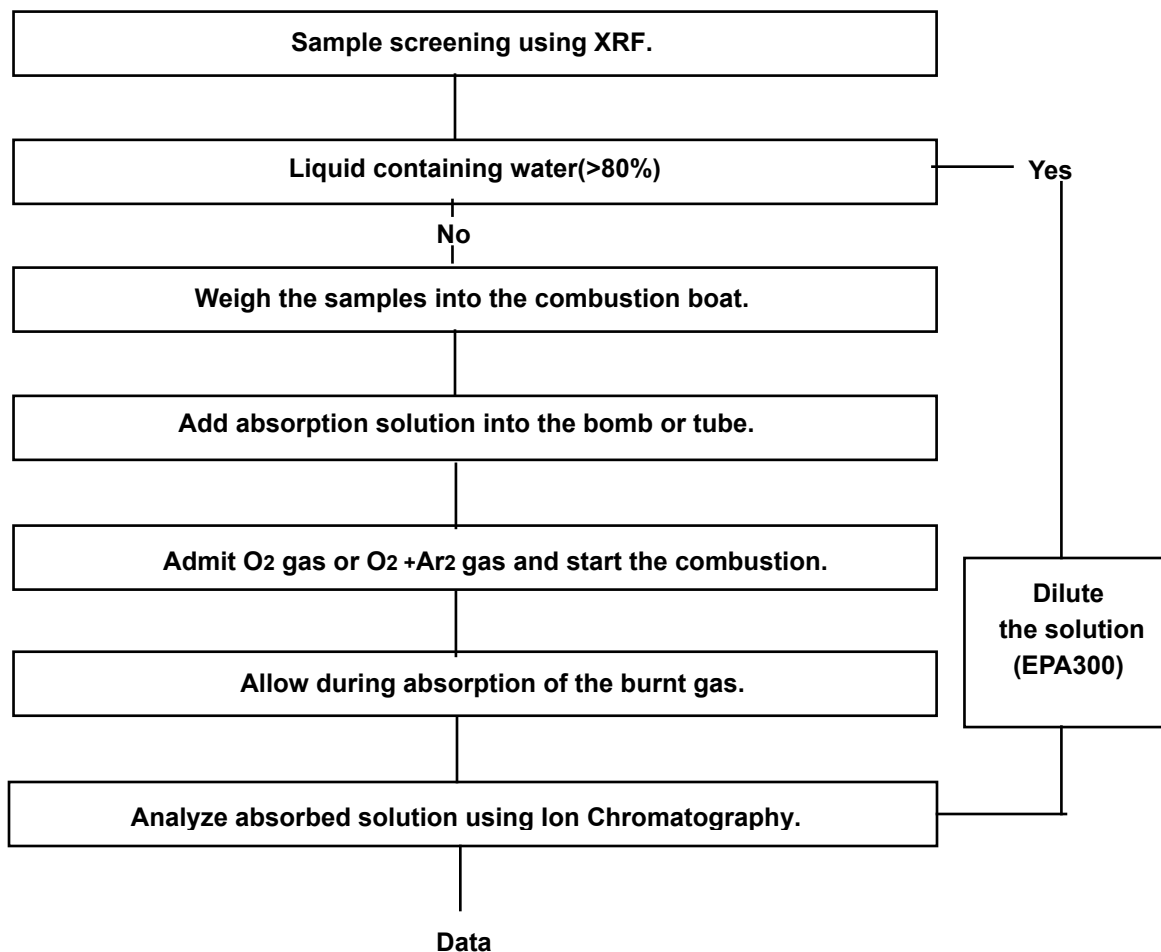 Sample screening using XRF.
Liquid containing water(>80%)
Yes
No
Weigh the samples into the combustion boat.
Add absorption solution into the bomb or tube.
Admit O2 gas or O2 +Ar2 gas and start the combustion.
Dilute
the solution
(EPA300)
Allow during absorption of the burnt gas.
Analyze absorbed solution using Ion Chromatography.
Data